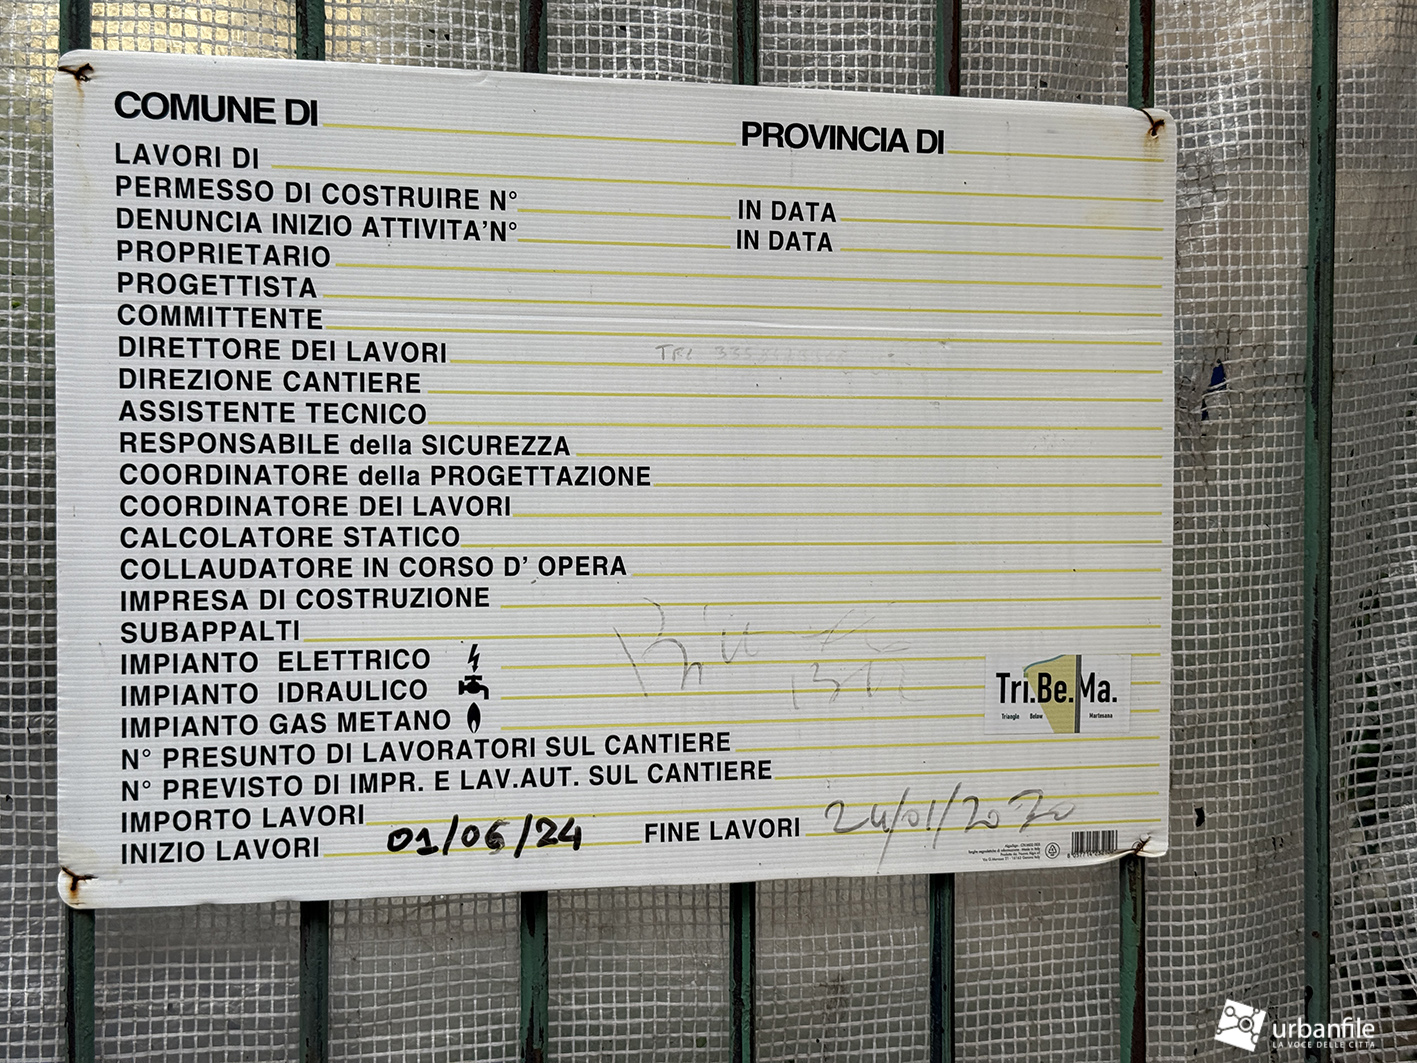 COMUNE DI PROVINCIA DI
LAVORI DI
PERMESSO DI COSTRUIRE N° IN DATA
DENUNCIA INIZIO ATTIVITA'N° IN DATA
PROPRIETARIO
PROGETTISTA
COMMITTENTE
DIRETTORE DEI LAVORI
DIREZIONE CANTIERE
ASSISTENTE TECNICO
RESPONSABILE della SICUREZZA
COORDINATORE della PROGETTAZIONE
COORDINATORE DEI LAVORI
CALCOLATORE STATICO
COLLAUDATORE IN CORSO D' OPERA
IMPRESA DI COSTRUZIONE
SUBAPPALTI
IMPIANTO ELETTRICO
IMPIANTO IDRAULICO
IMPIANTO GAS METANO
Tri.Be.Ma.
Triangle Below Martesana
N° PRESUNTO DI LAVORATORI SUL CANTIERE
N° PREVISTO DI IMPR. E LAV.AUT. SUL CANTIERE
IMPORTO LAVORI
INIZIO LAVORI 01/06/24 FINE LAVORI 24/01/2070
urbanfile
LA VOCE DELLE CITTÀ